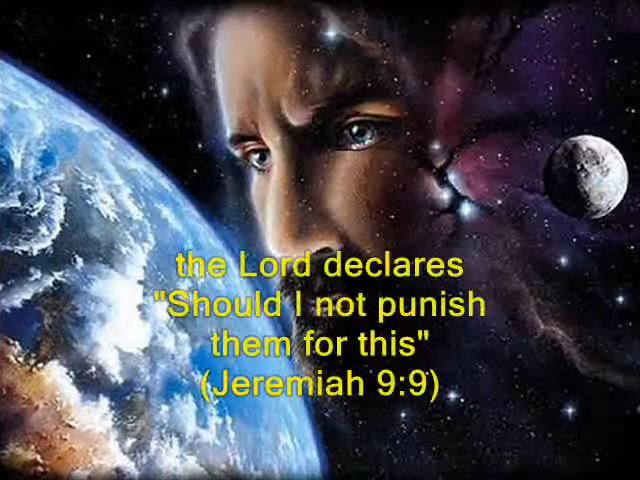 the Lord declares
"Should I not punish
them for this"
(Jeremiah 9:9)